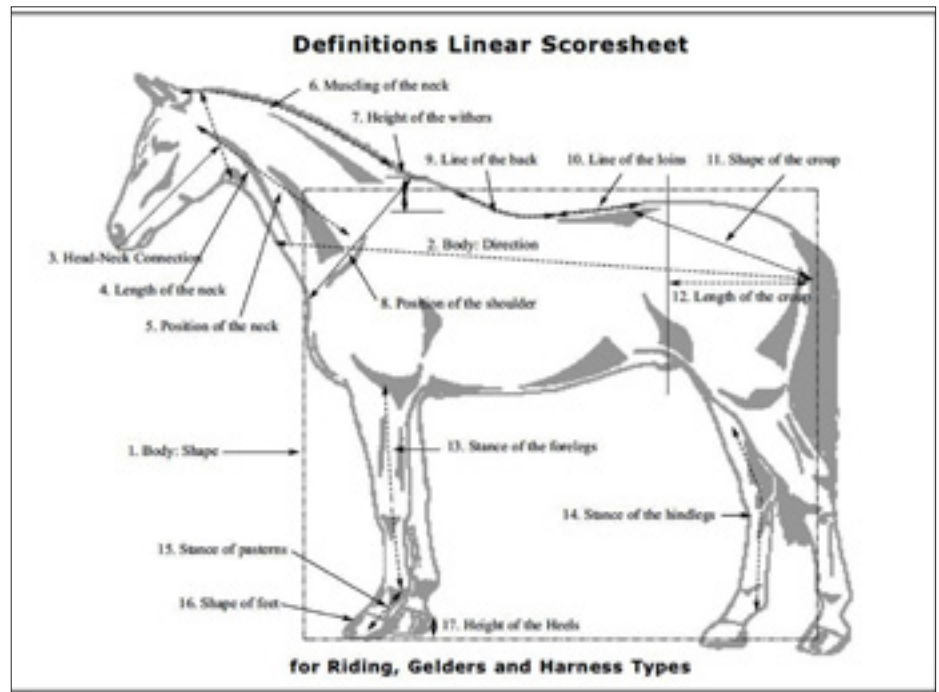 Definitions Linear Scoresheet
6. Muscling of the neck
7. Height of the withers
9. Line of the back
10. Line of the loins
11. Shape of the croup
2. Body: Direction
3. Head-Neck Connection
4. Length of the neck
12. Length of the croup
8. Position of the shoulder
5. Position of the neck
1. Body: Shape
13. Stance of the forelegs
14. Stance of the hindlegs
15. Stance of pasterns
16. Shape of feet
17. Height of the Heels
for Riding, Gelders and Harness Types